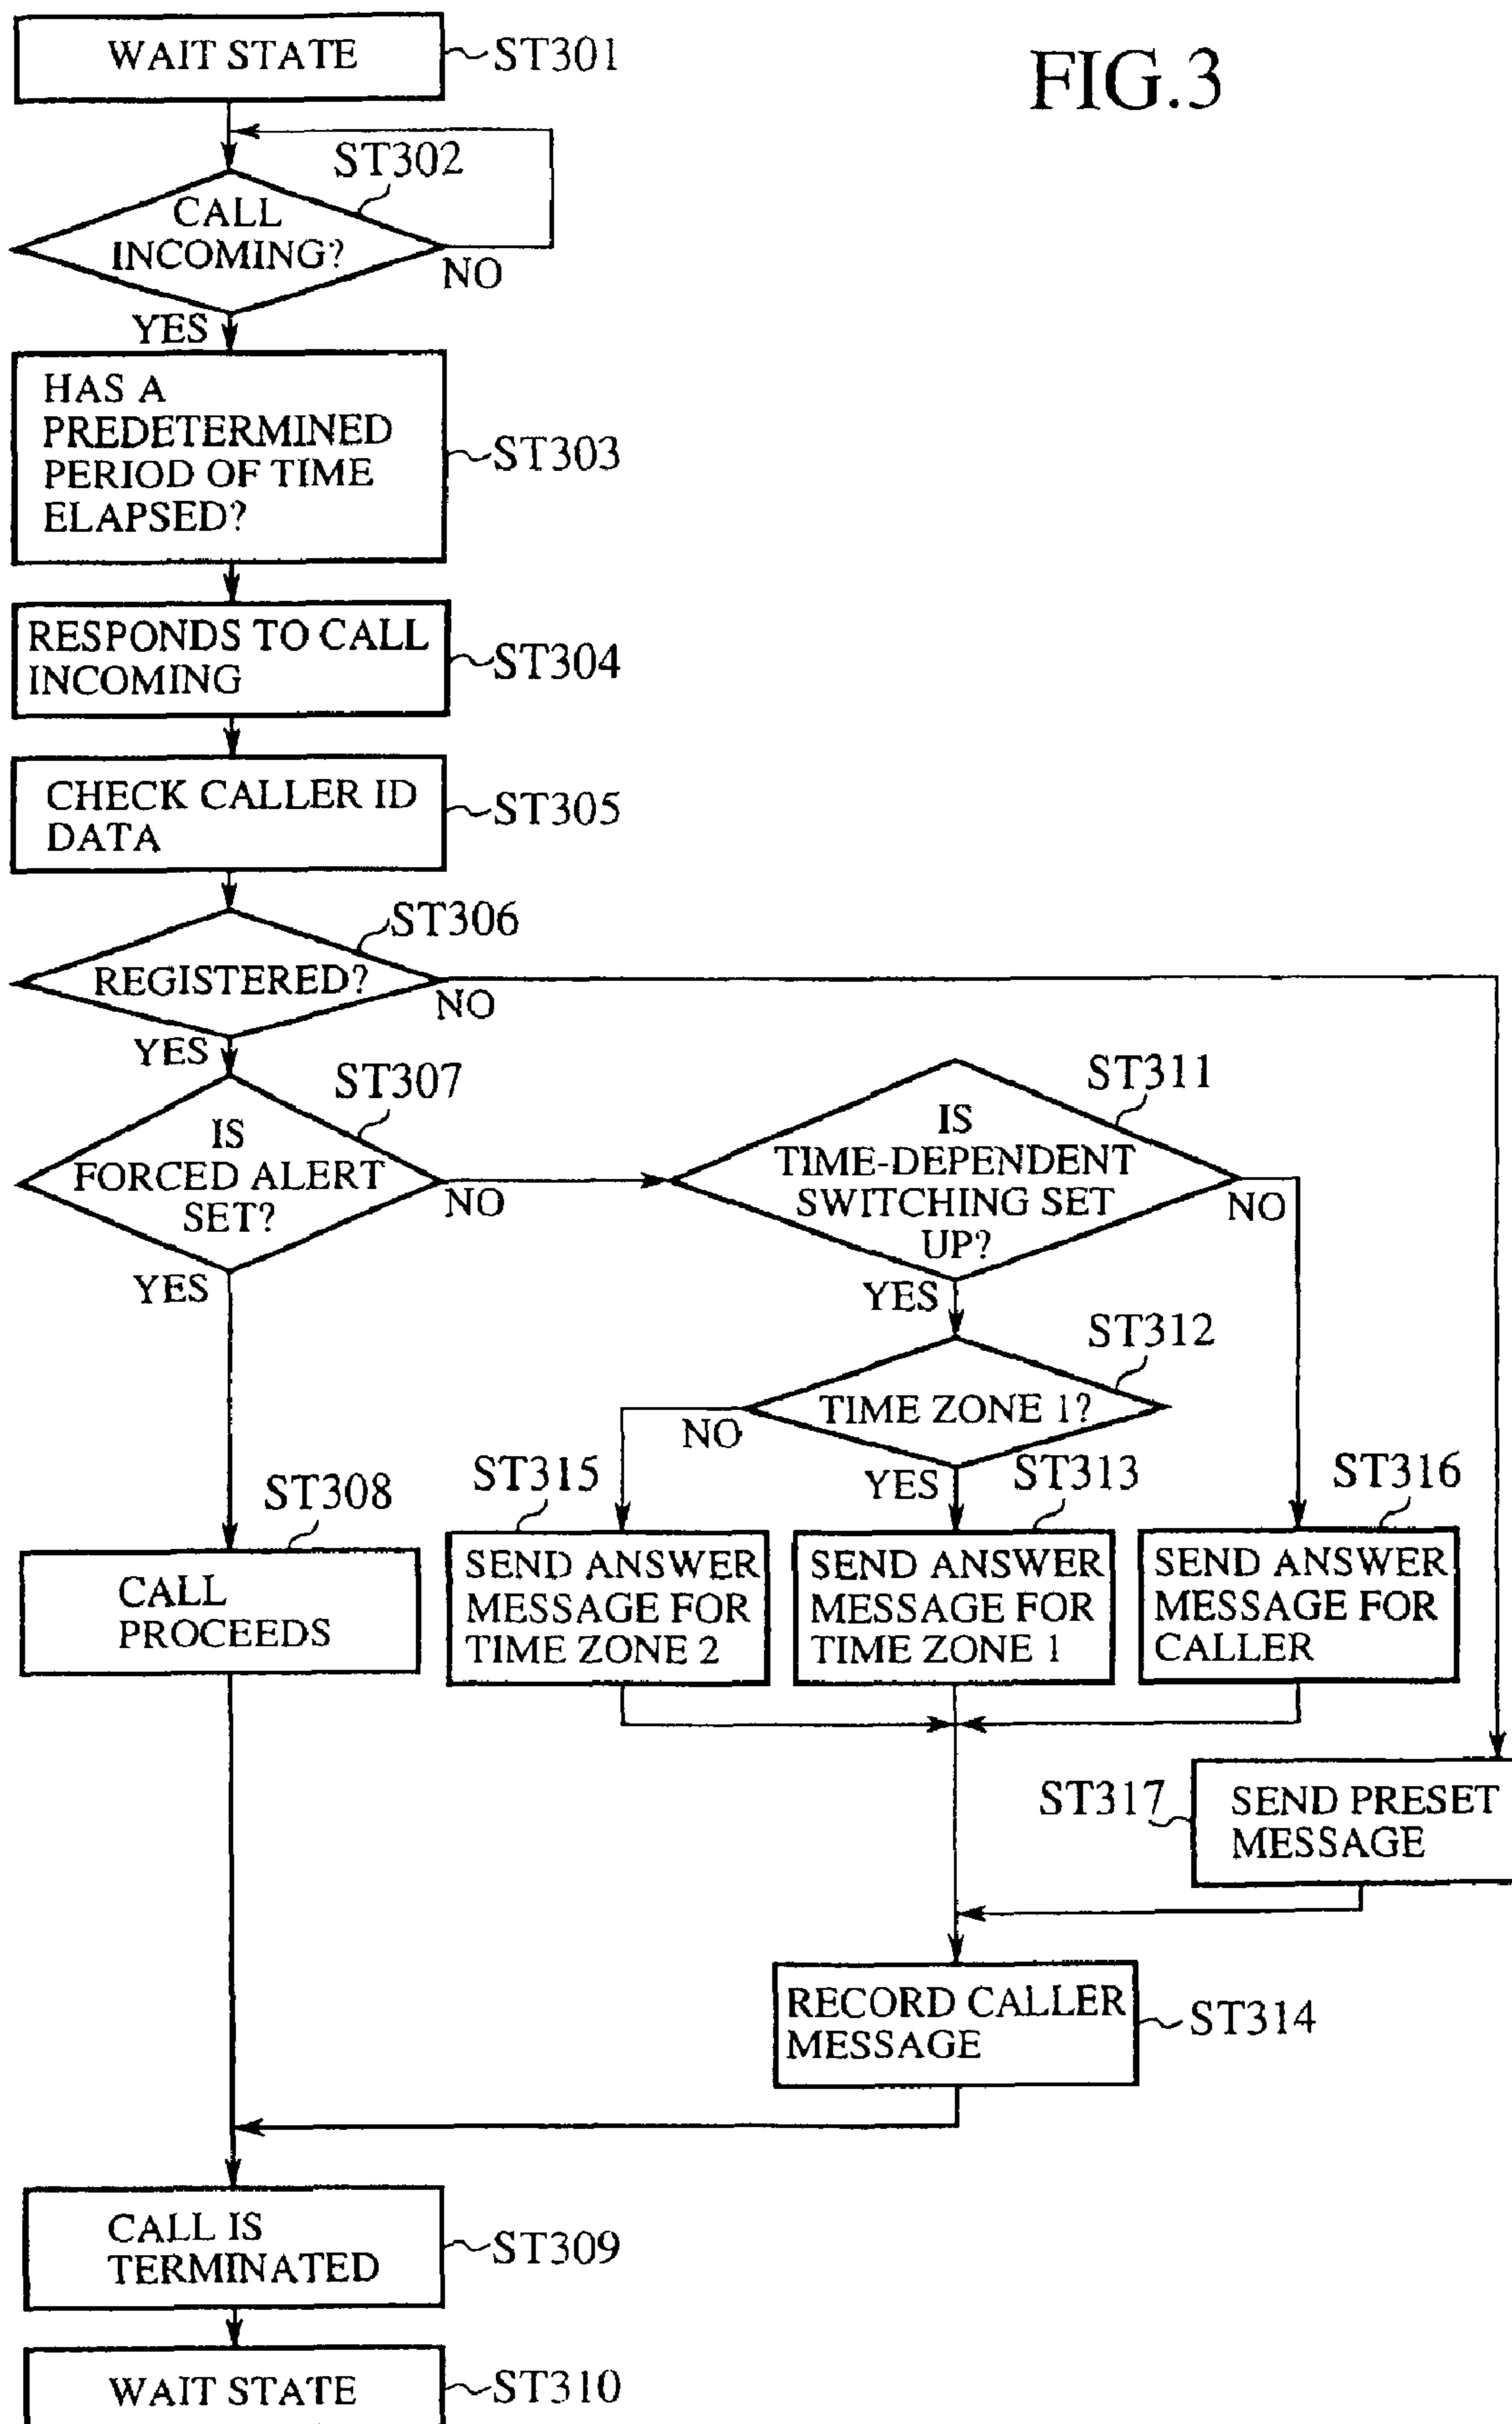 FIG.3
WAIT STATE
ST301
ST302
CALL
INCOMING?
NO
YES
HAS A
PREDETERMINED
PERIOD OF TIME
ELAPSED?
ST303
RESPONDS TO CALL
INCOMING
ST304
CHECK CALLER ID
DATA
ST305
ST306
REGISTERED?
NO
YES
ST307
IS
FORCED ALERT
SET?
NO
YES
ST311
IS
TIME-DEPENDENT
SWITCHING SET
UP?
NO
YES
ST312
TIME ZONE 1?
NO
YES
ST308
CALL
PROCEEDS
ST315
SEND ANSWER
MESSAGE FOR
TIME ZONE 2
ST313
SEND ANSWER
MESSAGE FOR
TIME ZONE 1
ST316
SEND ANSWER
MESSAGE FOR
CALLER
ST317
SEND PRESET
MESSAGE
RECORD CALLER
MESSAGE
ST314
CALL IS
TERMINATED
ST309
WAIT STATE
ST310